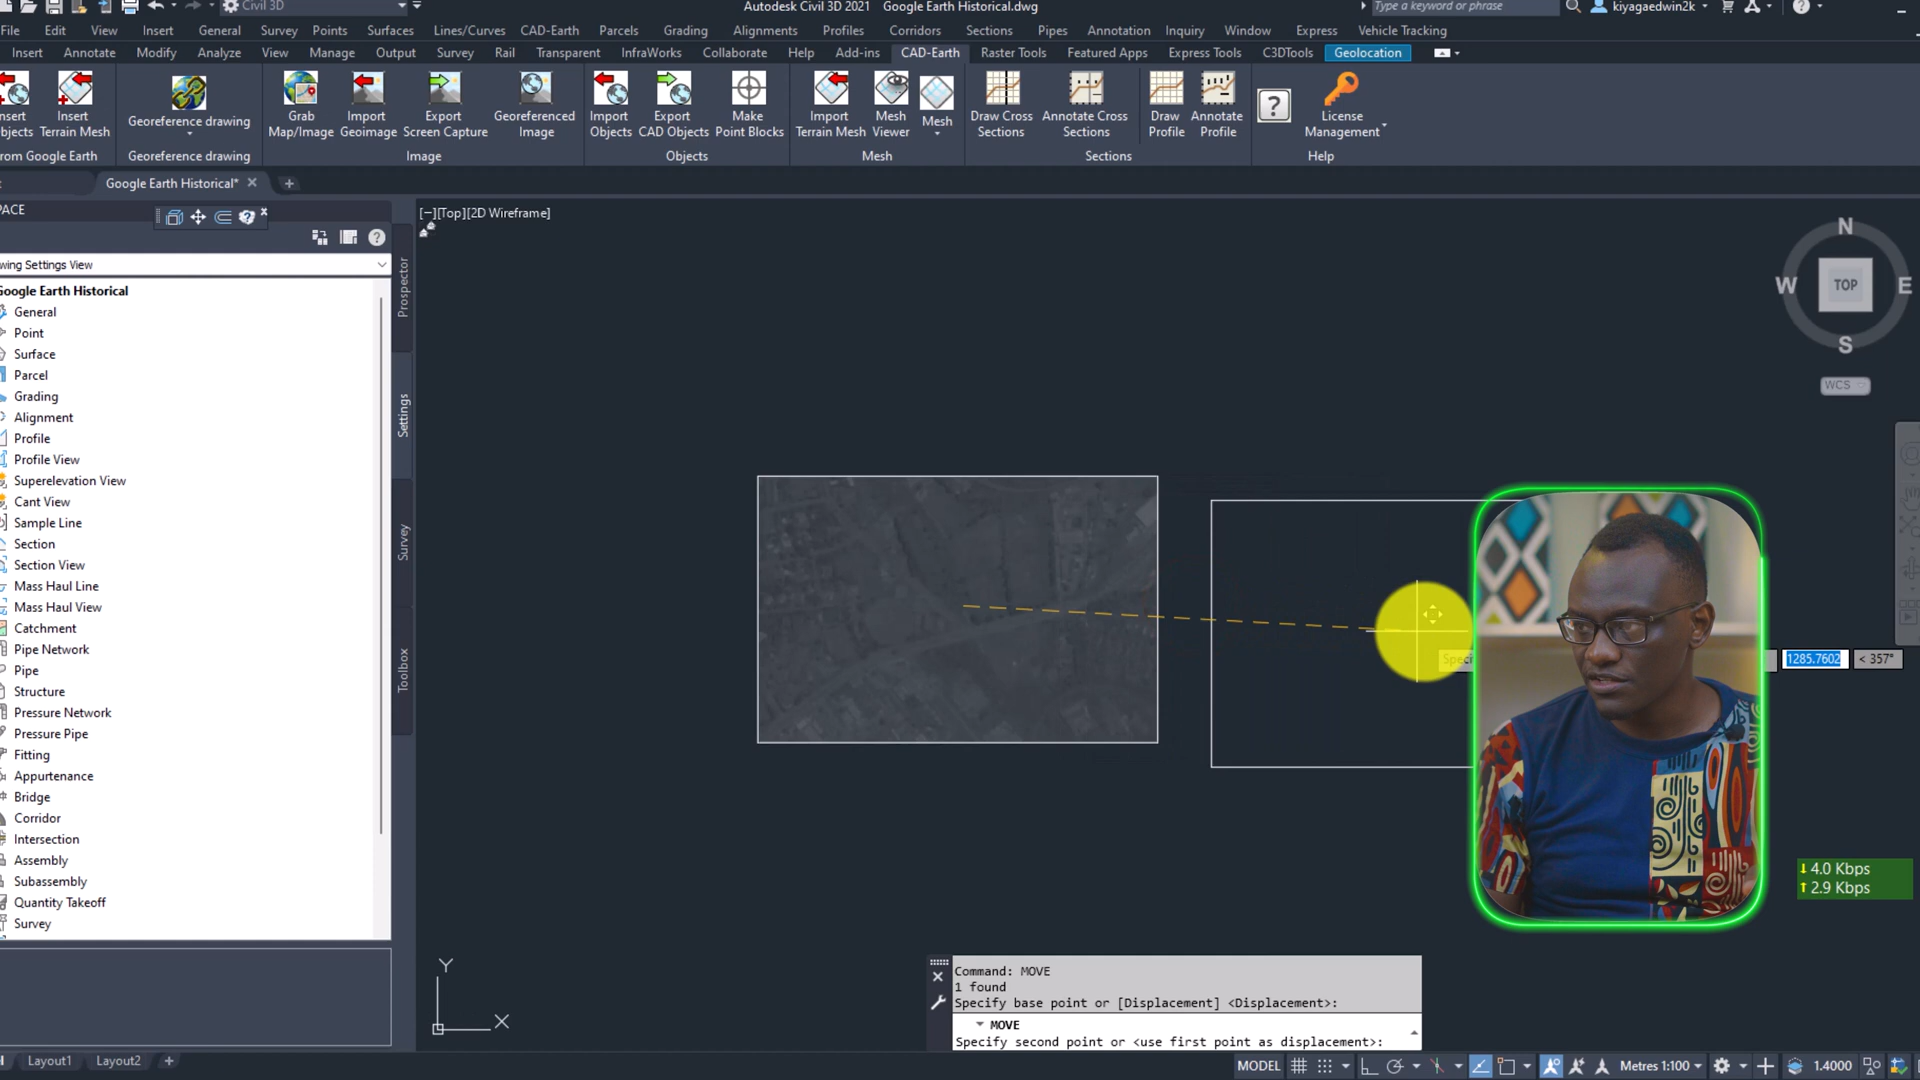 Civil 3D
Autodesk Civil 3D 2021 Google Earth Historical.dwg
Type a keyword or phrase
kiyagaedwin2k
File Edit View Insert General Survey Points Surfaces Lines/Curves CAD-Earth Parcels Grading Alignments Profiles Corridors Sections Pipes Annotation Inquiry Window Express Vehicle Tracking
Insert Annotate Modify Analyze View Manage Output Survey Rail Transparent InfraWorks Collaborate Help Add-ins CAD-Earth Raster Tools Featured Apps Express Tools C3DTools Geolocation
Insert
Terrain Mesh
Georeference drawing
Grab
Map/Image
Import
Geoimage
Export
Screen Capture
Georeferenced
Image
Import
Objects
Export
CAD Objects
Make
Point Blocks
Import
Terrain Mesh
Mesh
Viewer
Mesh
Draw Cross
Sections
Annotate Cross
Sections
Draw
Profile
Annotate
Profile
?
License
Management
rom Google Earth Georeference drawing Image Objects Mesh Sections Help
Google Earth Historical*
PACE
[−][Top][2D Wireframe]
wing Settings View
Google Earth Historical
General
Point
Surface
Parcel
Grading
Alignment
Profile
Profile View
Superelevation View
Cant View
Sample Line
Section
Section View
Mass Haul Line
Mass Haul View
Catchment
Pipe Network
Pipe
Structure
Pressure Network
Pressure Pipe
Fitting
Appurtenance
Bridge
Corridor
Intersection
Assembly
Subassembly
Quantity Takeoff
Survey
Prospector
Settings
Survey
Toolbox
N
W TOP E
S
WCS
Speci
1285.7602 < 357°
4.0 Kbps
2.9 Kbps
Y
X
Command: MOVE
1 found
Specify base point or [Displacement] <Displacement>:
MOVE
Specify second point or <use first point as displacement>:
Layout1 Layout2 +
MODEL
Metres 1:100
1.4000